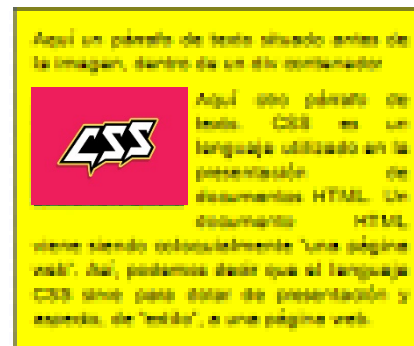 Aquí un párrafo de texto situado antes de
la imagen, dentro de un div contenedor
CSS
Aquí otro párrafo de
texto. CSS es un
lenguaje utilizado en la
presentación de
documentos HTML. Un
documento HTML
viene siendo coloquialmente "una página
web". Así, podemos decir que el lenguaje
CSS sirve para dotar de presentación y
aspecto, de "estilo", a una página web.